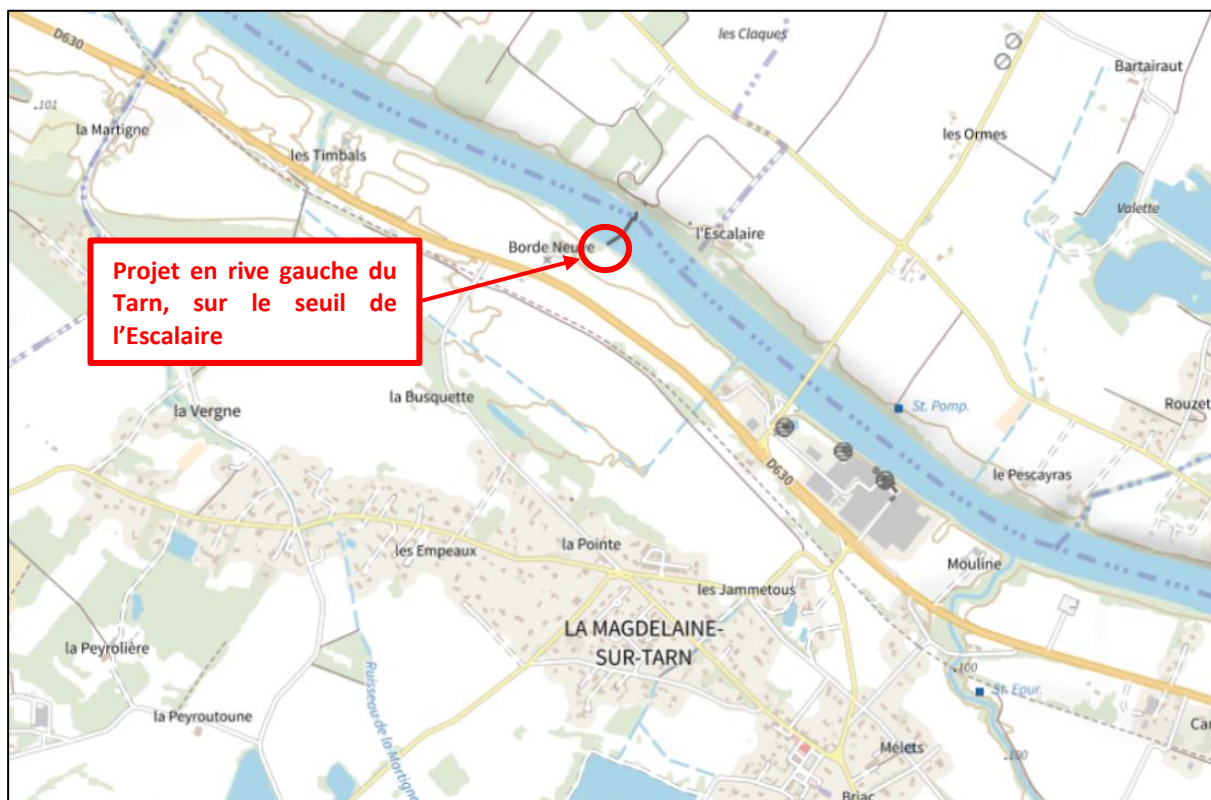 D630
les Claques
Bartairaut
.101
la Martigne
les Ormes
les Timbals
Valette
l'Escalaire
Borde Neuve
Projet en rive gauche du
Tarn, sur le seuil de
l'Escalaire
la Busquette
St. Pomp.
Rouzet
la Vergne
D630
le Pescayras
les Empeaux
la Pointe
Mouline
les Jammetous
LA MAGDELAINE-
SUR-TARN
la Peyrolière
.100
Ruisseau de la Martigne
St. Epur.
la Peyroutoune
Car
Mélets
.100
Briac